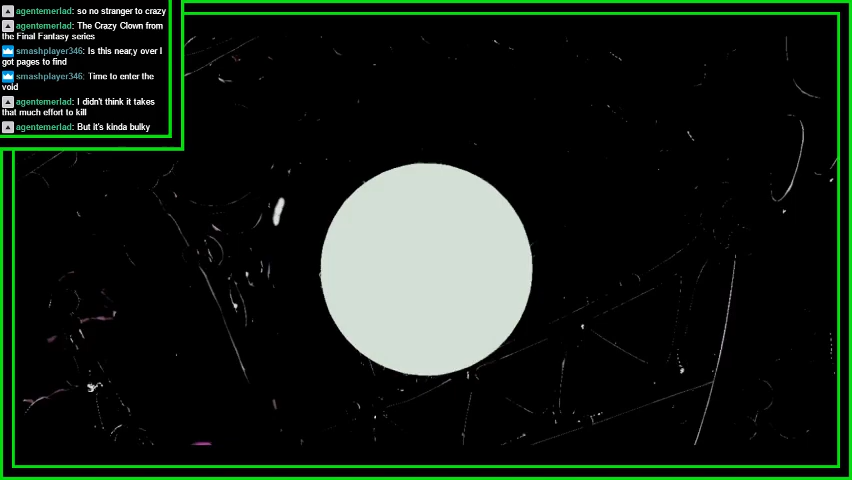 agentemerlad: so no stranger to crazy
agentemerlad: The Crazy Clown from
the Final Fantasy series
smashplayer346: Is this near,y over I
got pages to find
smashplayer346: Time to enter the
void
agentemerlad: I didn't think it takes
that much effort to kill
agentemerlad: But it's kinda bulky